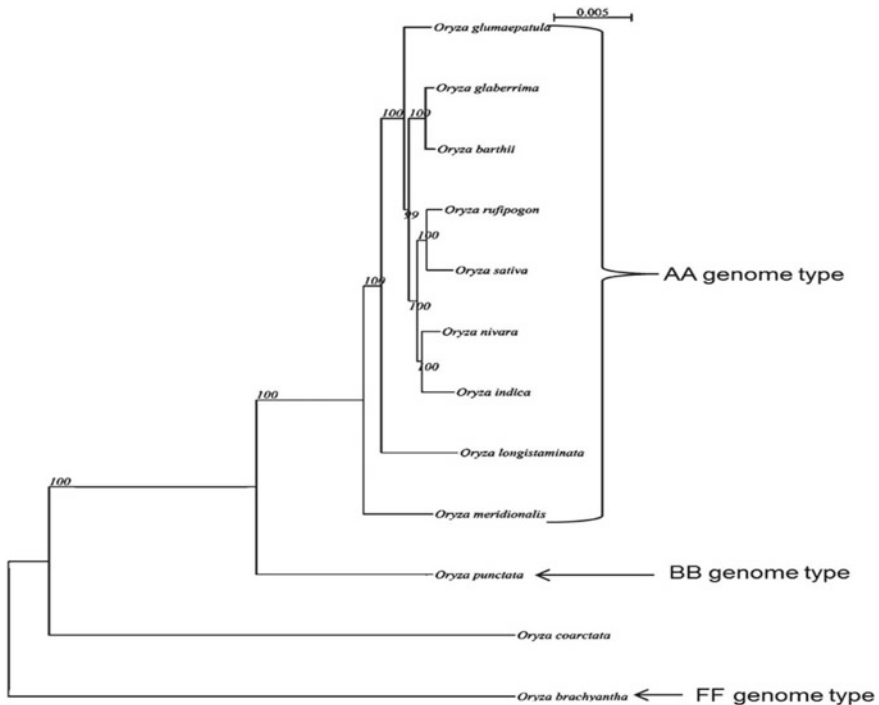 0.005
Oryza glumaepatula
Oryza glaberrima
100
100
Oryza barthii
Oryza rufipogon
99
100
Oryza sativa
AA genome type
100
100
Oryza nivara
100
Oryza indica
100
Oryza longistaminata
100
Oryza meridionalis
Oryza punctata
BB genome type
Oryza coarctata
Oryza brachyantha
FF genome type